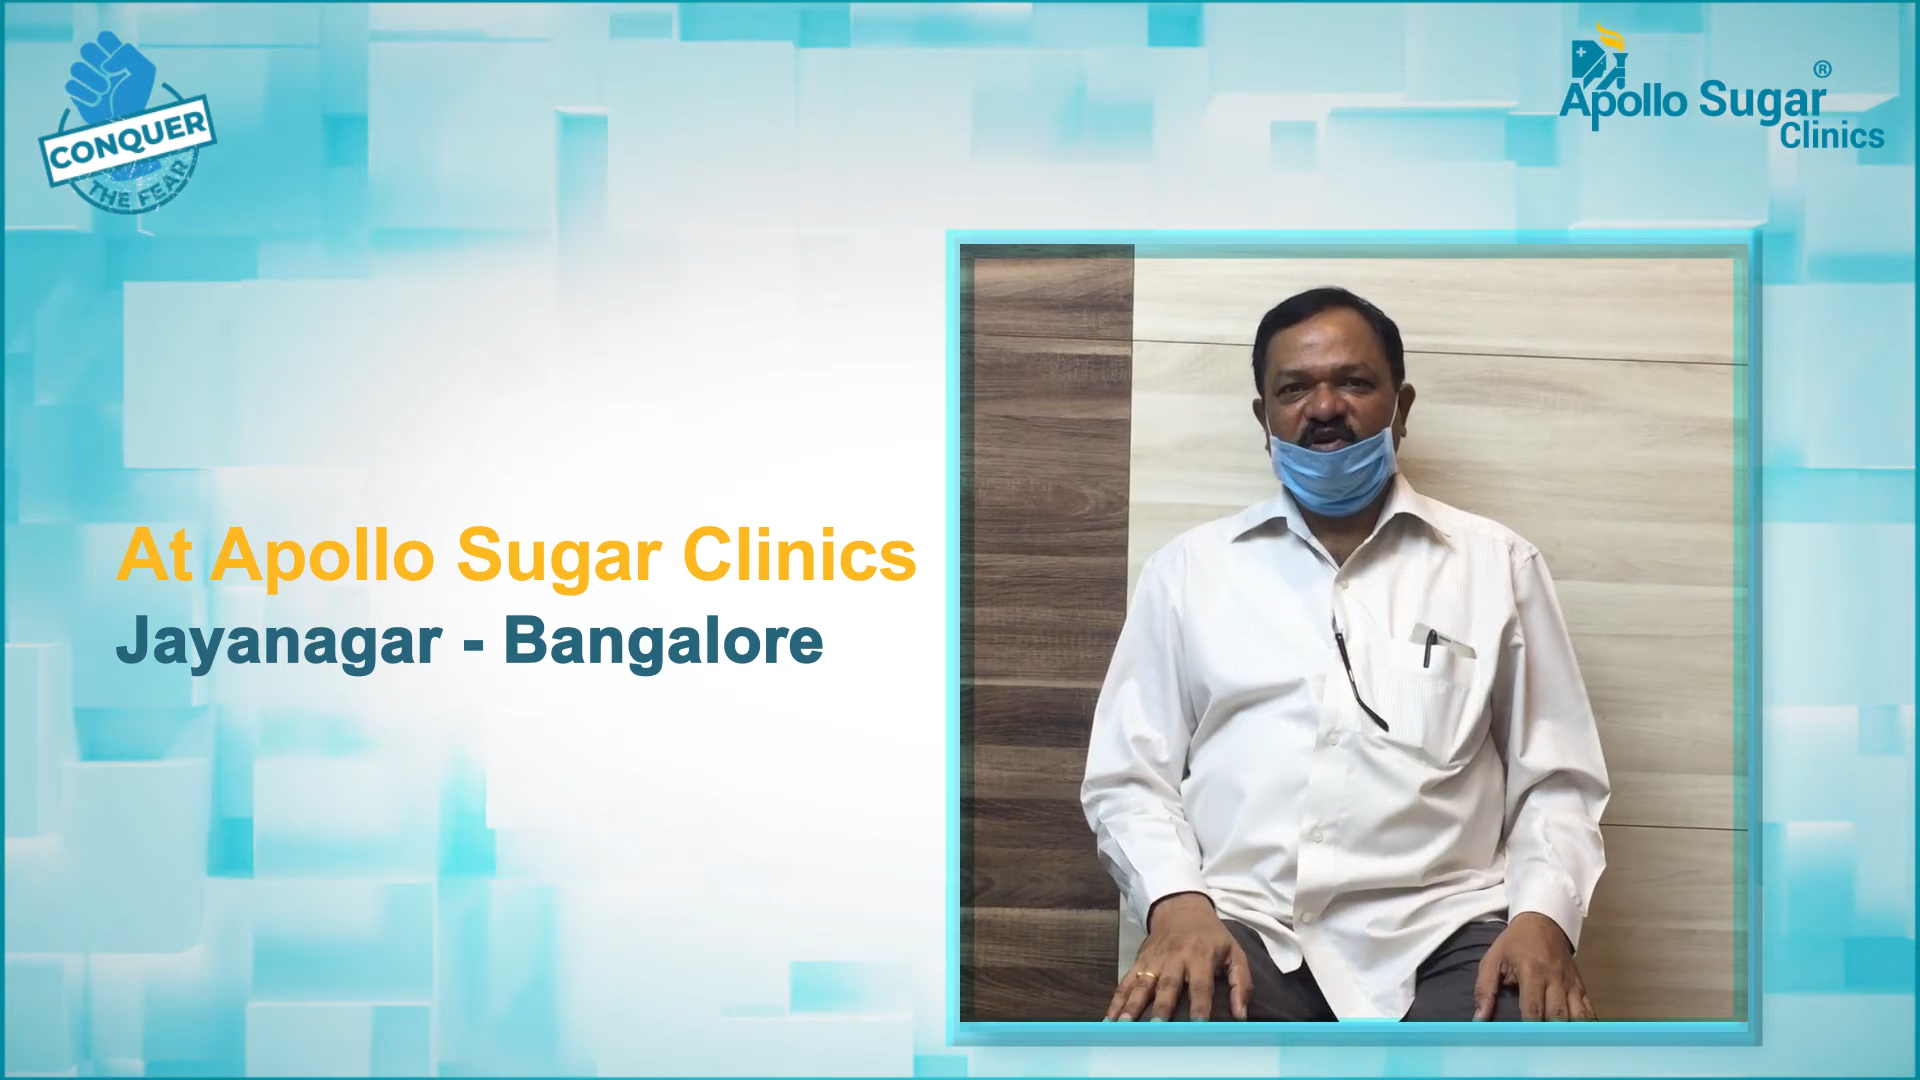 CONQUER
THE FEAR
Apollo Sugar®
Clinics
At Apollo Sugar Clinics
Jayanagar - Bangalore